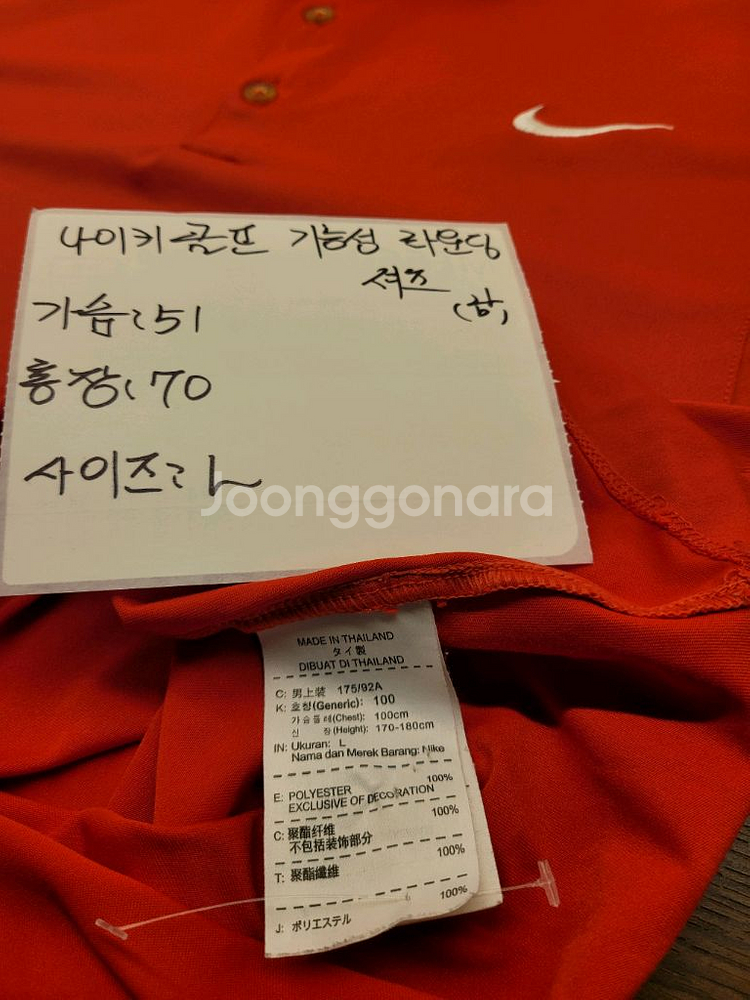 나이키 골프 기능성 라운딩
셔츠
(함)
가슴:51
총장:70
사이즈:L
Joonggonara
MADE IN THAILAND
タイ製
DIBUAT DI THAILAND
C: 男上装 175/92A
K: 호칭(Generic): 100
가슴둘레(Chest): 100cm
신 장(Height): 170-180cm
IN: Ukuran: L
Nama dan Merek Barang: Nike
100%
E: POLYESTER
EXCLUSIVE OF DECORATION
100%
C: 聚酯纤维
不包括装饰部分
100%
T: 聚酯纖維
100%
J: ポリエステル